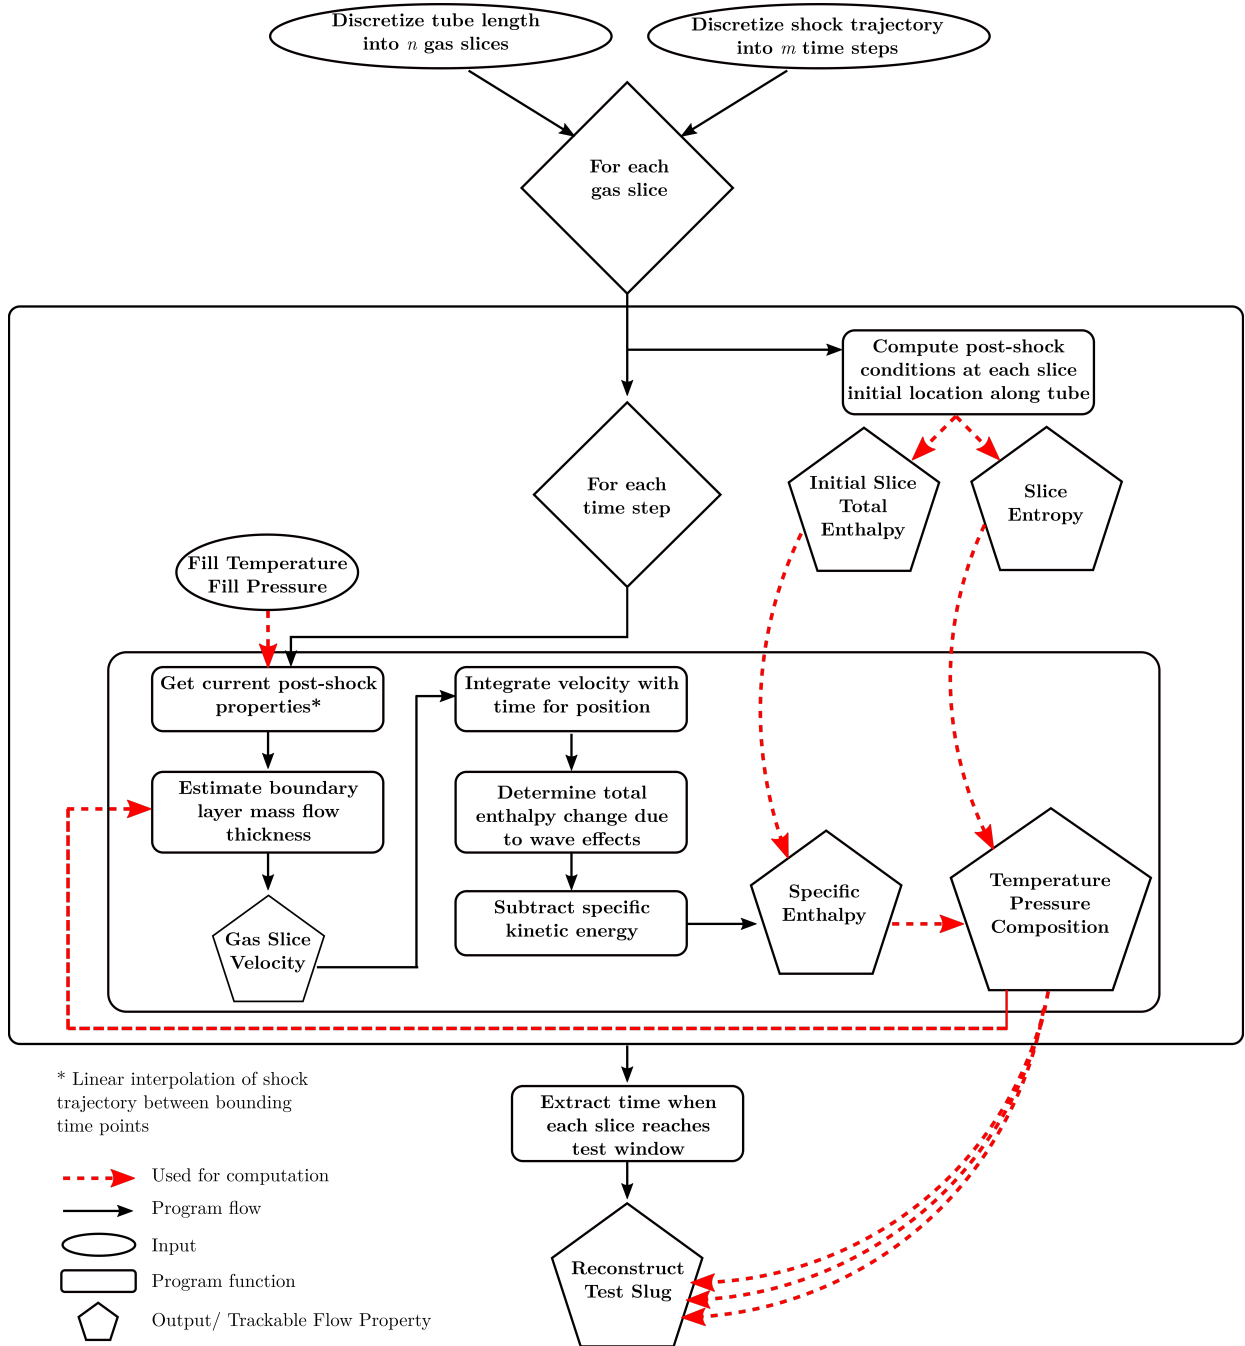 Discretize tube length
into n gas slices
Discretize shock trajectory
into m time steps
For each
gas slice
Compute post-shock
conditions at each slice
initial location along tube
For each
time step
Initial Slice
Total
Enthalpy
Slice
Entropy
Fill Temperature
Fill Pressure
Get current post-shock
properties*
Integrate velocity with
time for position
Estimate boundary
layer mass flow
thickness
Determine total
enthalpy change due
to wave effects
Gas Slice
Velocity
Subtract specific
kinetic energy
Specific
Enthalpy
Temperature
Pressure
Composition
* Linear interpolation of shock
trajectory between bounding
time points
Extract time when
each slice reaches
test window
Reconstruct
Test Slug
Used for computation
Program flow
Input
Program function
Output/ Trackable Flow Property